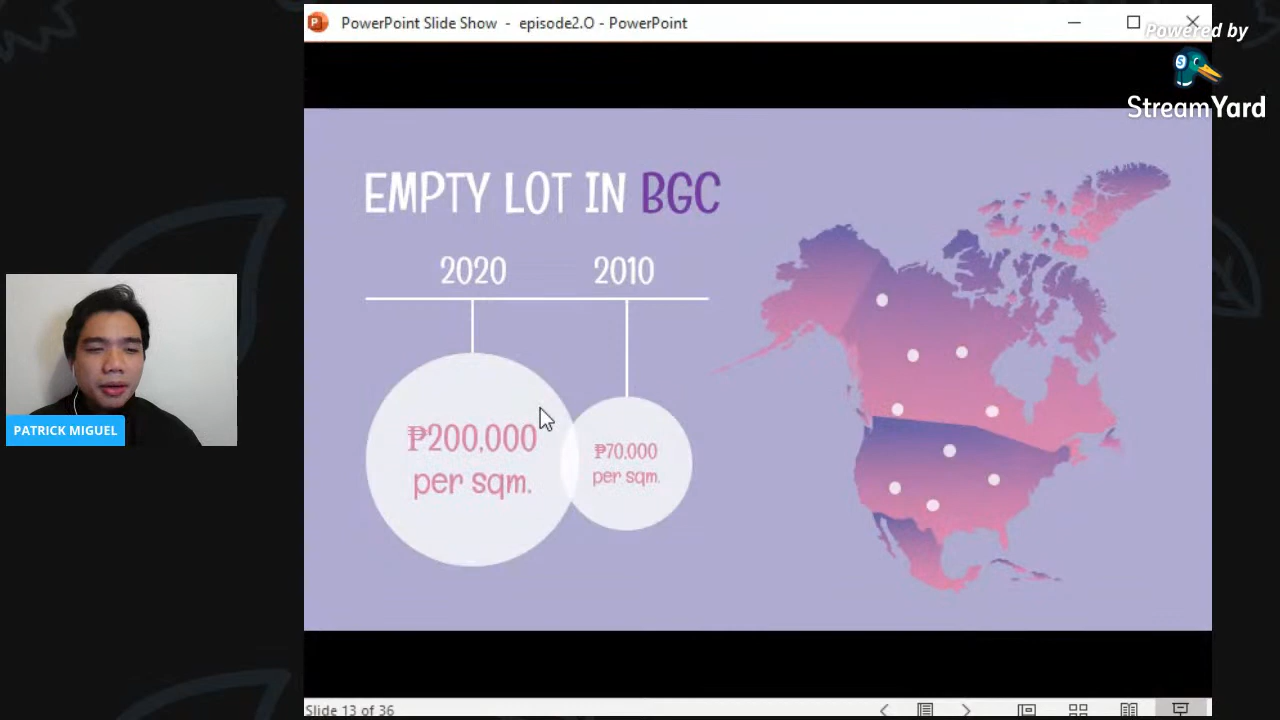 PowerPoint Slide Show - episode2.O - PowerPoint
Powered by
StreamYard
EMPTY LOT IN BGC
2020 2010
₱200,000
per sqm.
₱70.000
per sqm.
PATRICK MIGUEL
Slide 13 of 36